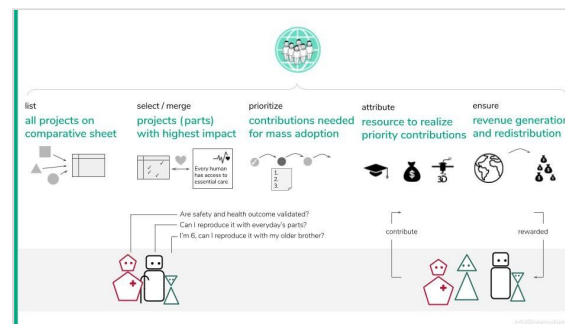 list
all projects on
comparative sheet
select / merge
projects (parts)
with highest impact
prioritize
contributions needed
for mass adoption
attribute
resource to realize
priority contributions
ensure
revenue generation
and redistribution
Every human
has access to
essential care
1.
2.
3.
$
3D
Are safety and health outcome validated?
Can I reproduce it with everyday's parts?
I'm 6, can I reproduce it with my older brother?
contribute
rewarded